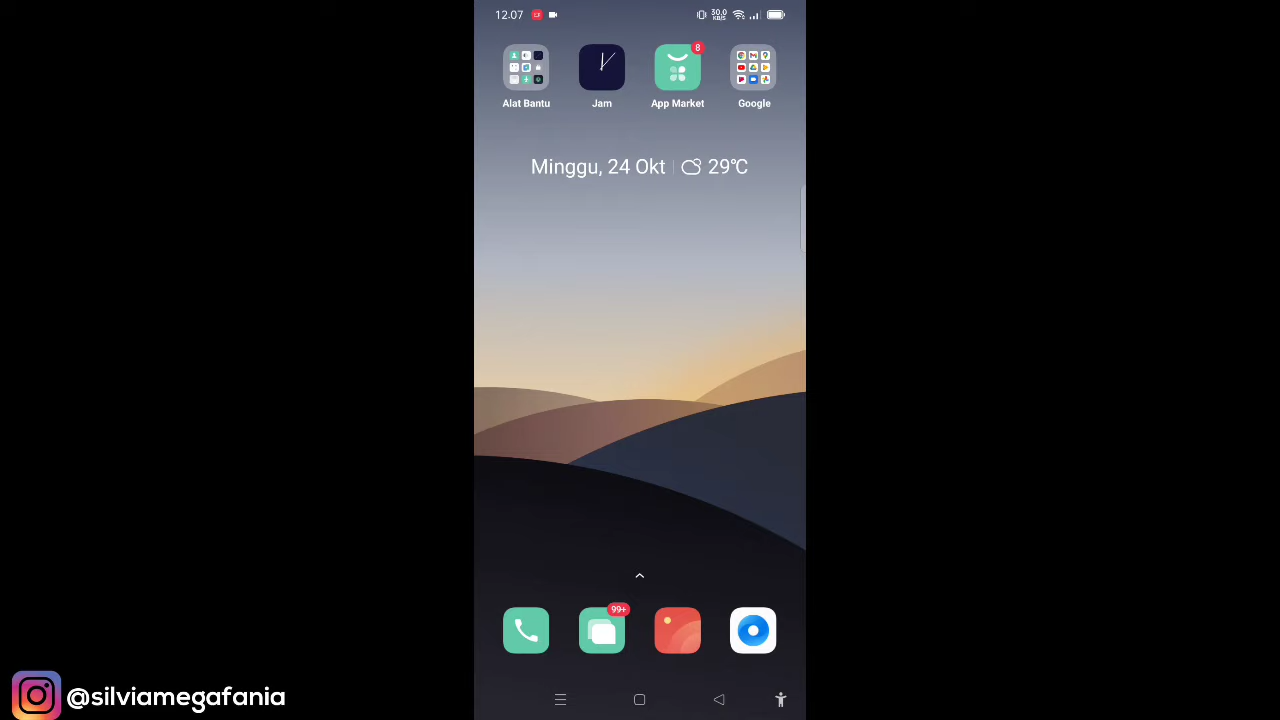 12.07
30.0
KB/S
8
Alat Bantu
Jam
App Market
Google
Minggu, 24 Okt
29°C
99+
@silviamegafania